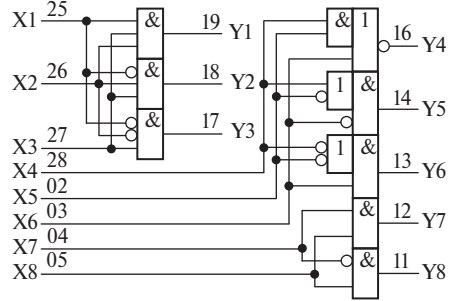 X1 25 & 19 Y1 & 1 16 Y4
X2 26 & 18 Y2 1 & 14 Y5
X3 27 & 17 Y3 1 & 13 Y6
X4 28
X5 02
X6 03 & 12 Y7
X7 04
X8 05 & 11 Y8